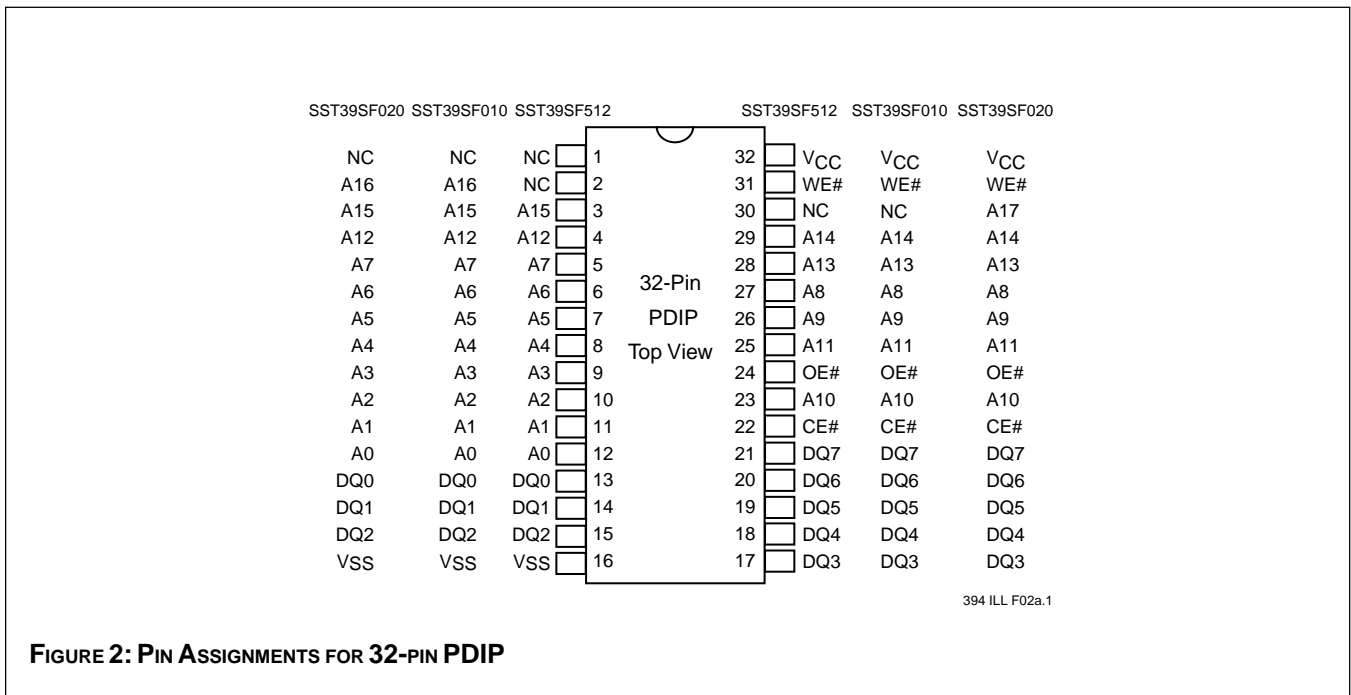 SST39SF020 SST39SF010 SST39SF512 SST39SF512 SST39SF010 SST39SF020
NC NC NC 1 32 VCC VCC VCC
A16 A16 NC 2 31 WE# WE# WE#
A15 A15 A15 3 30 NC NC A17
A12 A12 A12 4 29 A14 A14 A14
A7 A7 A7 5 28 A13 A13 A13
A6 A6 A6 6 32-Pin 27 A8 A8 A8
A5 A5 A5 7 PDIP 26 A9 A9 A9
A4 A4 A4 8 Top View 25 A11 A11 A11
A3 A3 A3 9 24 OE# OE# OE#
A2 A2 A2 10 23 A10 A10 A10
A1 A1 A1 11 22 CE# CE# CE#
A0 A0 A0 12 21 DQ7 DQ7 DQ7
DQ0 DQ0 DQ0 13 20 DQ6 DQ6 DQ6
DQ1 DQ1 DQ1 14 19 DQ5 DQ5 DQ5
DQ2 DQ2 DQ2 15 18 DQ4 DQ4 DQ4
VSS VSS VSS 16 17 DQ3 DQ3 DQ3
394 ILL F02a.1
FIGURE 2: PIN ASSIGNMENTS FOR 32-PIN PDIP